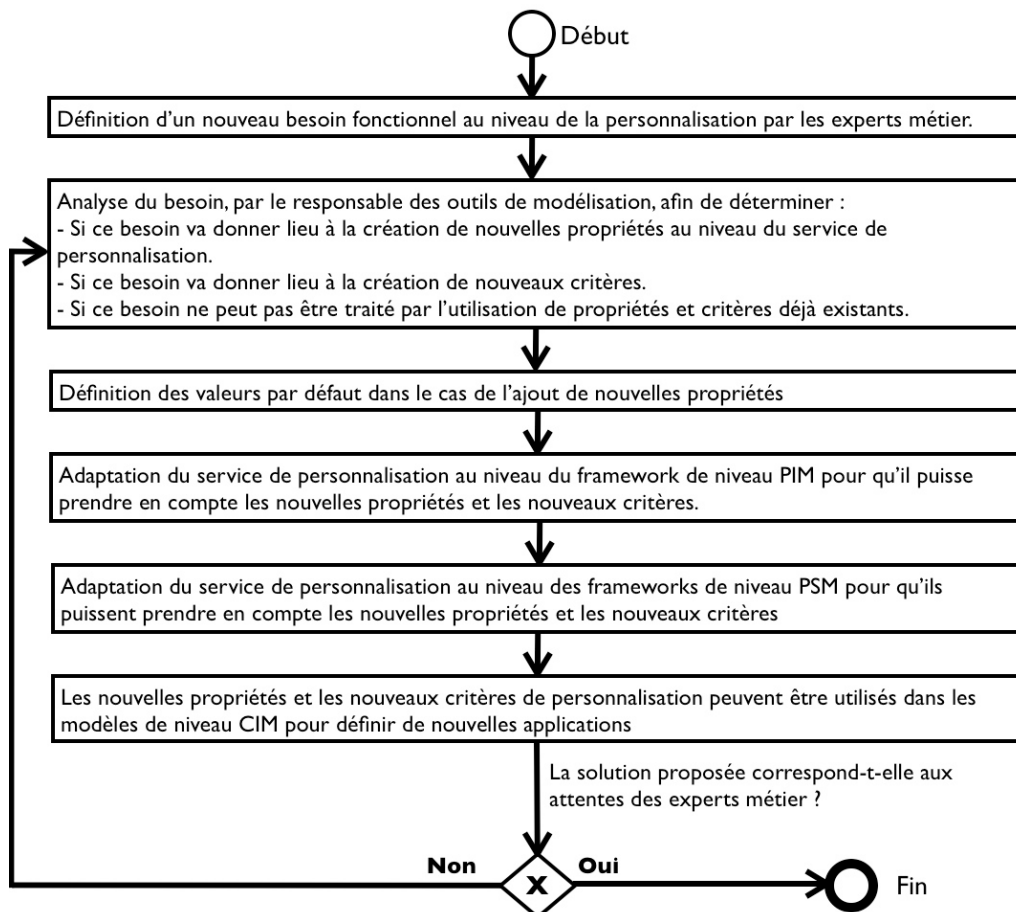 Début
Définition d'un nouveau besoin fonctionnel au niveau de la personnalisation par les experts métier.
Analyse du besoin, par le responsable des outils de modélisation, afin de déterminer :
- Si ce besoin va donner lieu à la création de nouvelles propriétés au niveau du service de
personnalisation.
- Si ce besoin va donner lieu à la création de nouveaux critères.
- Si ce besoin ne peut pas être traité par l'utilisation de propriétés et critères déjà existants.
Définition des valeurs par défaut dans le cas de l'ajout de nouvelles propriétés
Adaptation du service de personnalisation au niveau du framework de niveau PIM pour qu'il puisse
prendre en compte les nouvelles propriétés et les nouveaux critères.
Adaptation du service de personnalisation au niveau des frameworks de niveau PSM pour qu'ils
puissent prendre en compte les nouvelles propriétés et les nouveaux critères
Les nouvelles propriétés et les nouveaux critères de personnalisation peuvent être utilisés dans les
modèles de niveau CIM pour définir de nouvelles applications
La solution proposée correspond-t-elle aux
attentes des experts métier ?
Non
Oui
X
Fin